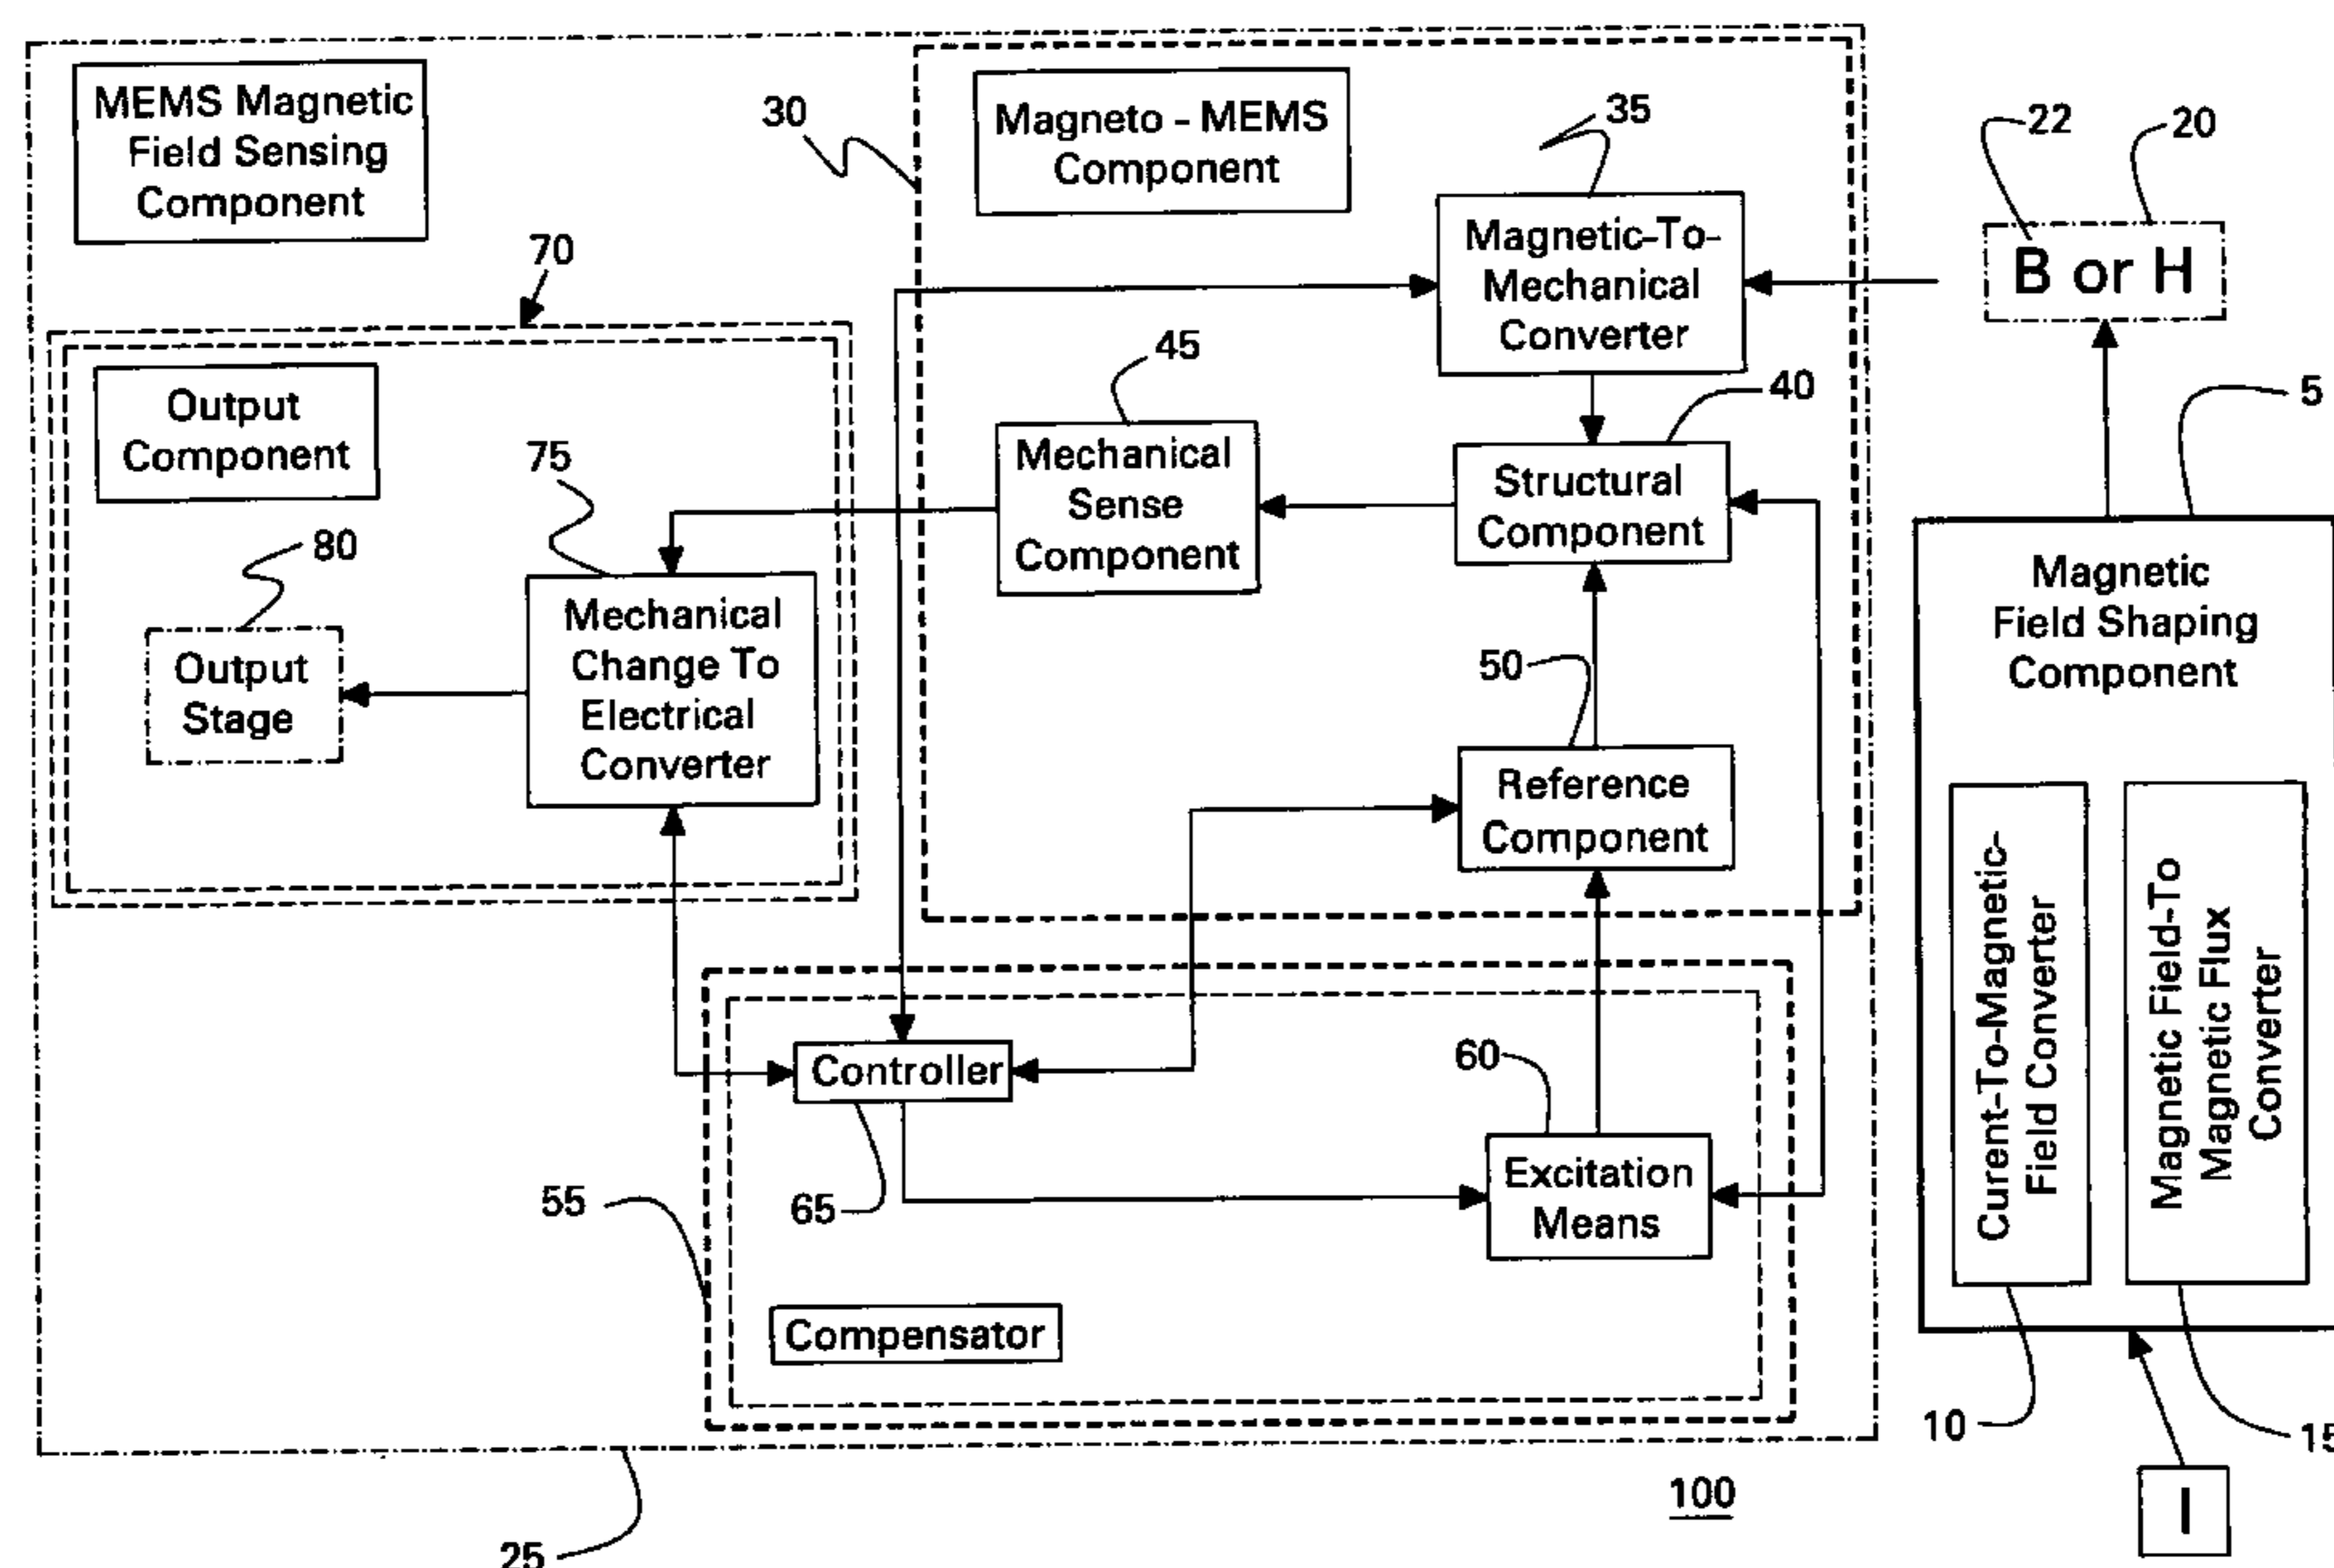 MEMS Magnetic
Field Sensing
Component
30
Magneto - MEMS
Component
35
22
20
Magnetic-To-
Mechanical
Converter
B or H
70
Output
Component
45
40
5
75
Mechanical
Sense
Component
Structural
Component
80
Output
Stage
Mechanical
Change To
Electrical
Converter
50
Reference
Component
Magnetic
Field Shaping
Component
Curent-To-Magnetic-
Field Converter
Magnetic Field-To
Magnetic Flux
Converter
Controller
60
Excitation
Means
55
65
Compensator
10
15
100
I
25